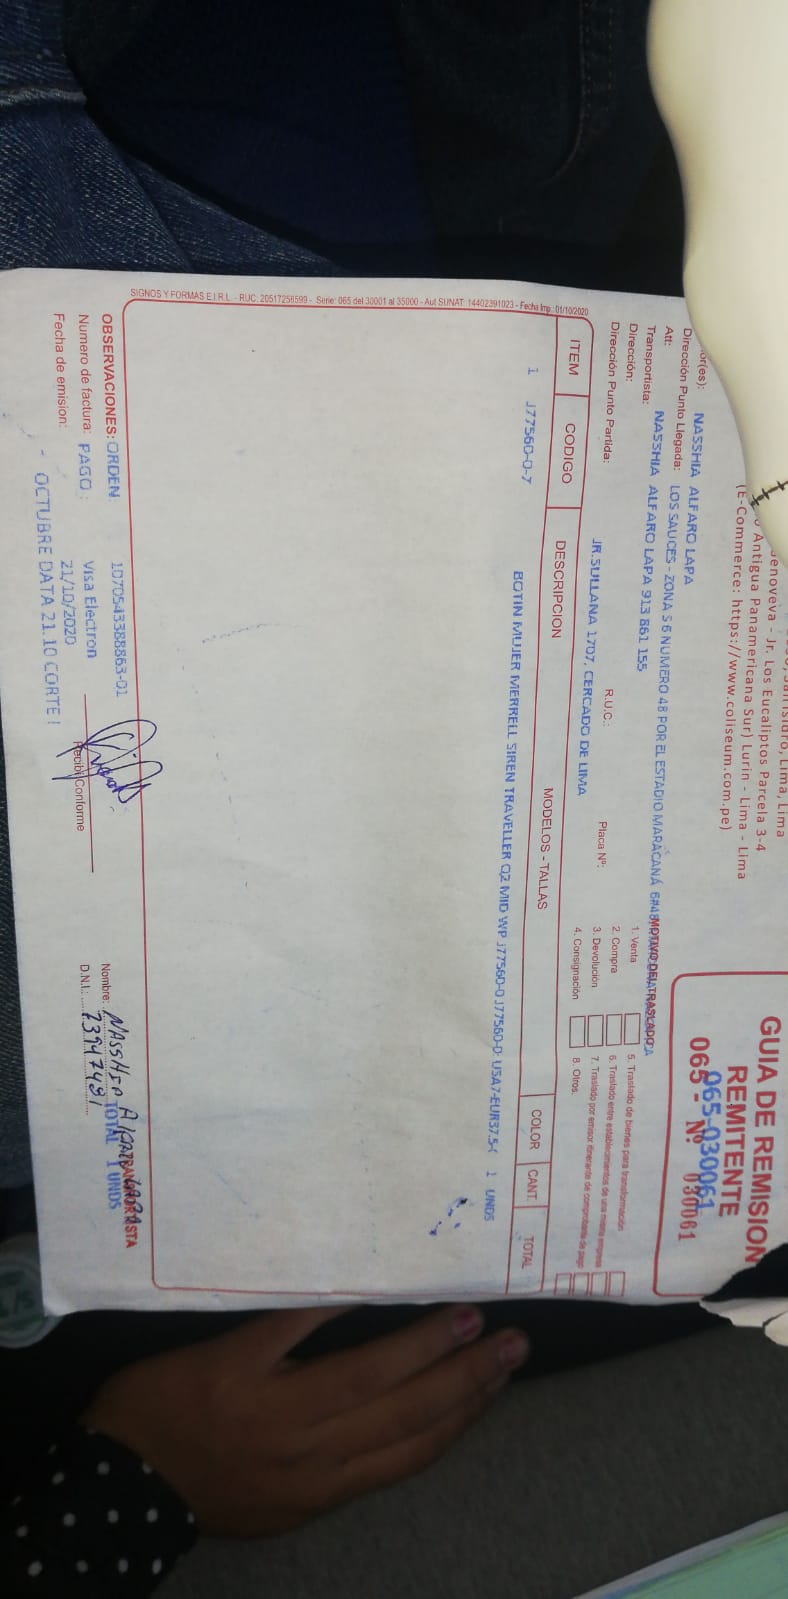 Lima, Lima
Jr. Los Eucaliptos Parcela 3-4
Antigua Panamericana Sur) Lurin - Lima - Lima
(E-Commerce: https://www.coliseum.com.pe)
GUIA DE REMISION
REMITENTE
065-030061
065 - Nº 030061
NASSHIA ALFARO LAPA
Dirección Punto Llegada: LOS SAUCES - ZONA S 6 NUMERO 48 POR EL ESTADIO MARACANÁ
Att: NASSHIA ALFARO LAPA 913 861 155
Transportista:
Dirección: R.U.C.: Placa Nº:
Dirección Punto Partida: JR.SULLANA 1707, CERCADO DE LIMA
MOTIVO DEL TRASLADO
1. Venta 5. Traslado de bienes para transformación
2. Compra 6. Traslado entre establecimientos de una misma empresa
3. Devolución 7. Traslado por emisor itinerante de comprobante de pago
4. Consignación 8. Otros.
ITEM CODIGO DESCRIPCION MODELOS - TALLAS COLOR CANT. TOTAL
1 J77560-0-7 BOTIN MUJER MERRELL SIREN TRAVELLER Q2 MID WP J77560-0 J77560-0: USA7-EUR37.5-( 1 UNDS
SIGNOS Y FORMAS E.I.R.L. - RUC: 20517256599 - Serie: 065 del 30001 al 35000 - Aut SUNAT: 14402391023 - Fecha Imp.: 01/10/2020
OBSERVACIONES: ORDEN 107054338863-01
Numero de factura: PAGO : Visa Electron
Fecha de emision: 21/10/2020
- OCTUBRE DATA 21.10 CORTE!
Recibi Conforme
TRANSPORTISTA
TOTAL 1 UNDS
Nombre: NASSHIA
D.N.I.: 73947481